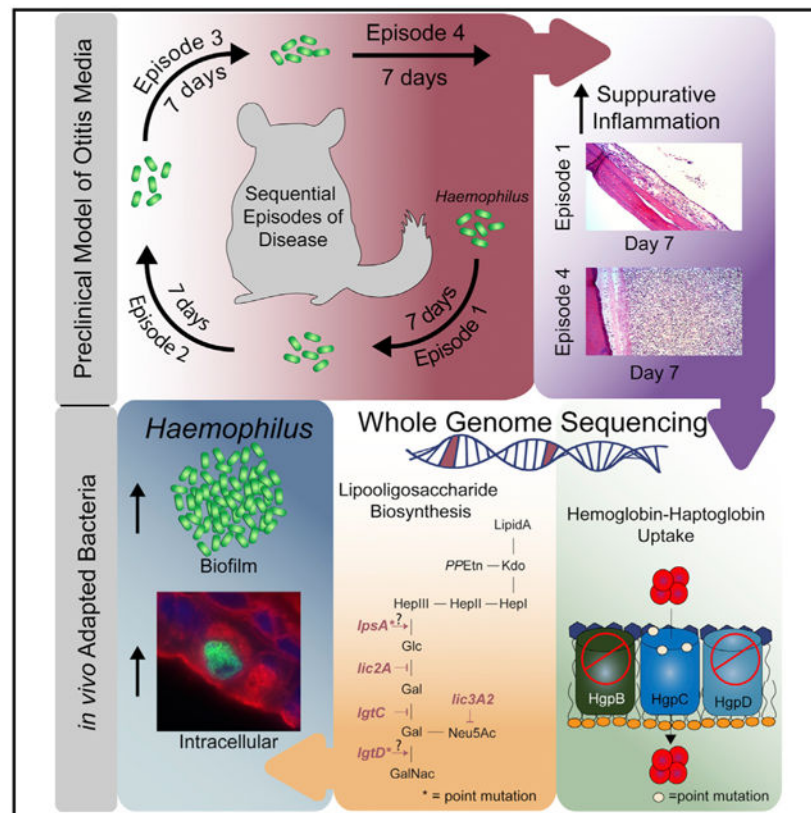 Preclinical Model of Otitis Media
Episode 3
7 days
Episode 4
7 days
Sequential
Episodes of
Disease
Haemophilus
7 days
Episode 2
7 days
Episode 1
Suppurative
Inflammation
Episode 1
Day 7
Episode 4
Day 7
in vivo Adapted Bacteria
Haemophilus
Biofilm
Intracellular
Whole Genome Sequencing
Lipooligosaccharide
Biosynthesis
LipidA
PPEtn Kdo
HepIII HepII HepI
lpsA* ?
Glc
lic2A
Gal
lgtC
lic3A2
Gal Neu5Ac
lgtD* ?
GalNac
* = point mutation
Hemoglobin-Haptoglobin
Uptake
HgpB
HgpC
HgpD
=point mutation